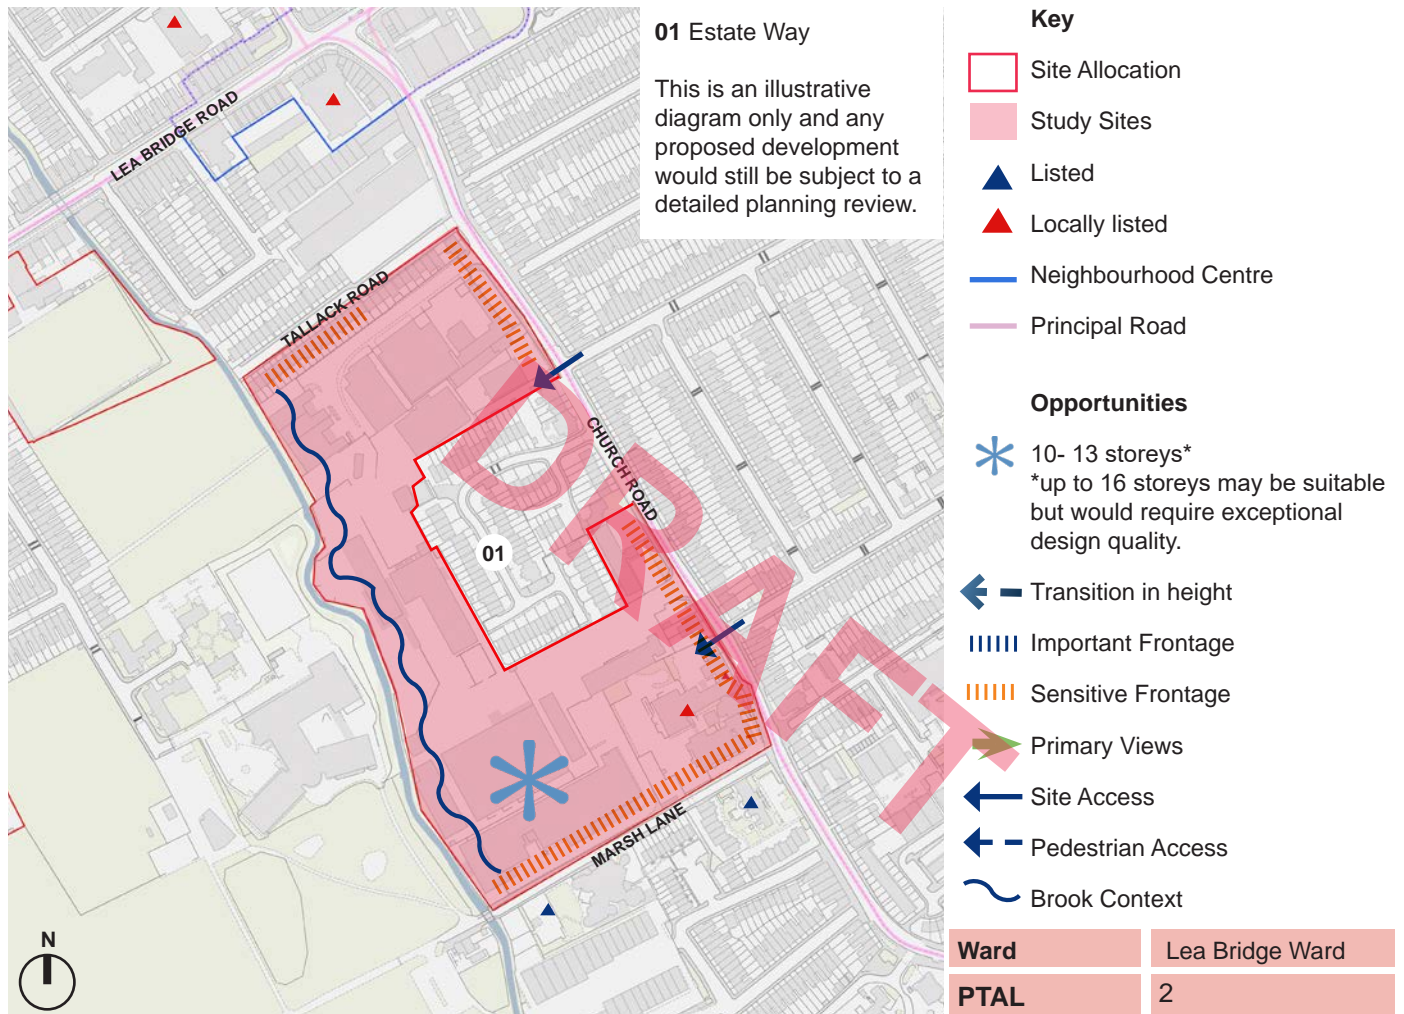 01 Estate Way
This is an illustrative
diagram only and any
proposed development
would still be subject to a
detailed planning review.
LEA BRIDGE ROAD
TALLACK ROAD
CHURCH ROAD
01
MARSH LANE
DRAFT
N
Key
Site Allocation
Study Sites
Listed
Locally listed
Neighbourhood Centre
Principal Road
Opportunities
10- 13 storeys*
*up to 16 storeys may be suitable
but would require exceptional
design quality.
Transition in height
Important Frontage
Sensitive Frontage
Primary Views
Site Access
Pedestrian Access
Brook Context
Ward Lea Bridge Ward
PTAL 2